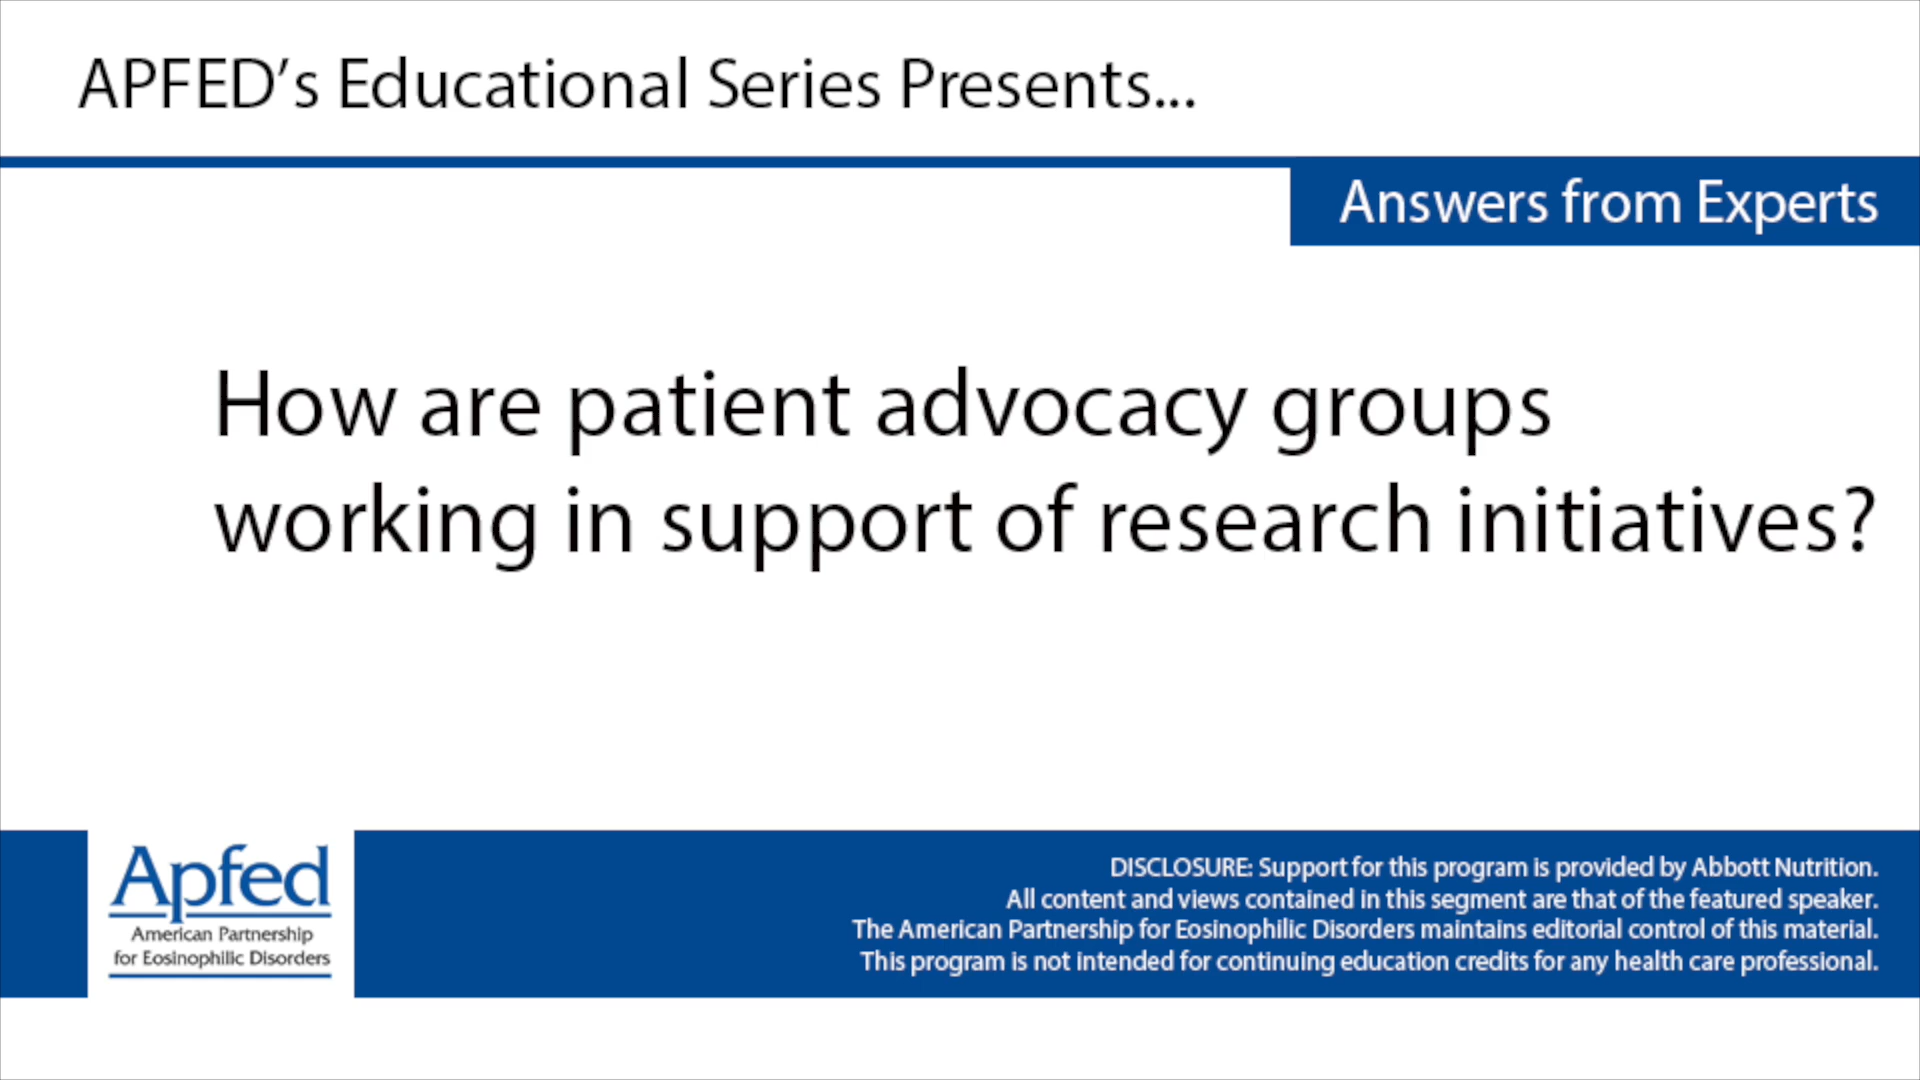 APFED’s Educational Series Presents...
Answers from Experts
How are patient advocacy groups
working in support of research initiatives?
Apfed
American Partnership
for Eosinophilic Disorders
DISCLOSURE: Support for this program is provided by Abbott Nutrition.
All content and views contained in this segment are that of the featured speaker.
The American Partnership for Eosinophilic Disorders maintains editorial control of this material.
This program is not intended for continuing education credits for any health care professional.